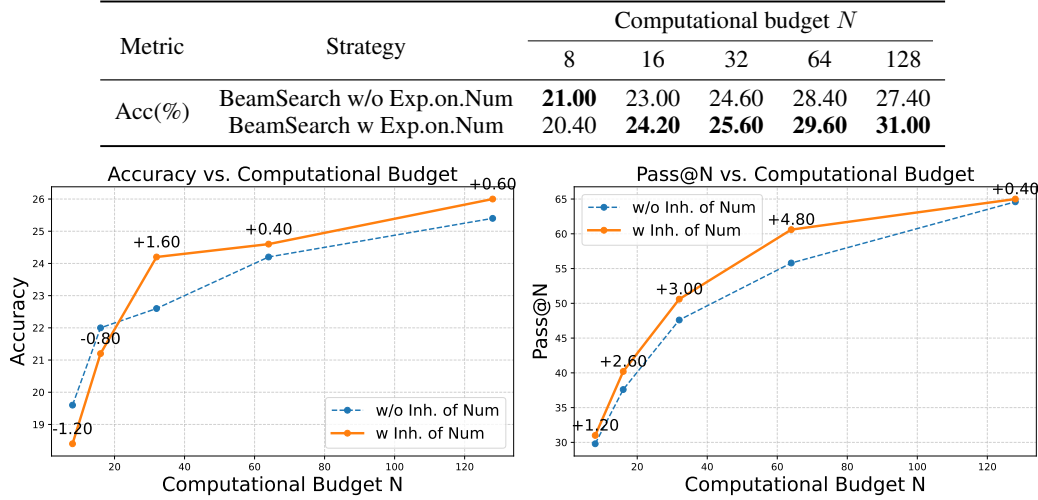 Computational budget N
Metric Strategy
8 16 32 64 128
Acc(%)
BeamSearch w/o Exp.on.Num 21.00 23.00 24.60 28.40 27.40
BeamSearch w Exp.on.Num 20.40 24.20 25.60 29.60 31.00
Accuracy vs. Computational Budget
+0.60
26
25
24
23
22
21
20
19
Accuracy
+1.60
+0.40
-0.80
-1.20
w/o Inh. of Num
w Inh. of Num
20 40 60 80 100 120
Computational Budget N
Pass@N vs. Computational Budget
+0.40
65
60
55
50
45
40
35
30
Pass@N
w/o Inh. of Num
w Inh. of Num
+4.80
+3.00
+2.60
+1.20
20 40 60 80 100 120
Computational Budget N